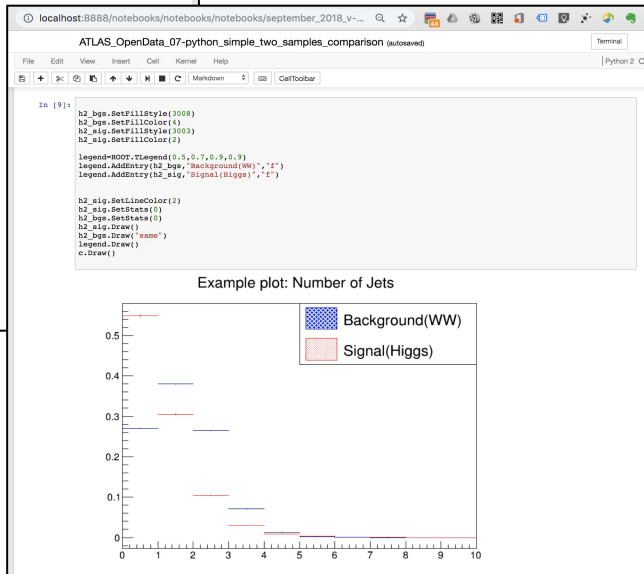 localhost:8888/notebooks/notebooks/notebooks/september_2018_v-...
44
ATLAS_OpenData_07-python_simple_two_samples_comparison (autosaved)
Terminal
File Edit View Insert Cell Kernel Help
Python 2
Markdown
CellToolbar
In [9]:
h2_bgs.SetFillStyle(3008)
h2_bgs.SetFillColor(4)
h2_sig.SetFillStyle(3003)
h2_sig.SetFillColor(2)
legend=ROOT.TLegend(0.5,0.7,0.9,0.9)
legend.AddEntry(h2_bgs,"Background(WW)","f")
legend.AddEntry(h2_sig,"Signal(Higgs)","f")
h2_sig.SetLineColor(2)
h2_sig.SetStats(0)
h2_bgs.SetStats(0)
h2_sig.Draw()
h2_bgs.Draw("same")
legend.Draw()
c.Draw()
Example plot: Number of Jets
Background(WW)
Signal(Higgs)
0.5
0.4
0.3
0.2
0.1
0
0 1 2 3 4 5 6 7 8 9 10